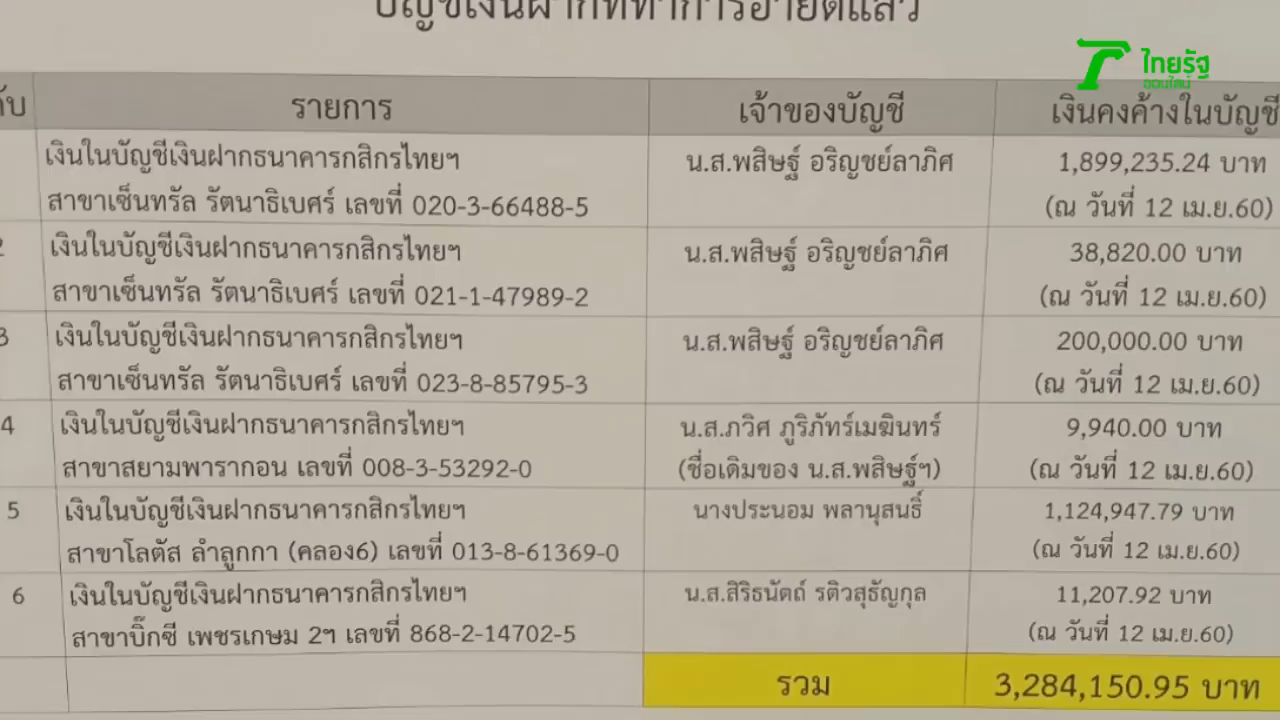 บัญชีเงินฝากที่ทำการอายัดแล้ว
ไทยรัฐ
ออนไลน์
รายการ เจ้าของบัญชี เงินคงค้างในบัญชี
เงินในบัญชีเงินฝากธนาคารกสิกรไทยฯ น.ส.พสิษฐ์ อริญชย์ลาภิศ 1,899,235.24 บาท
สาขาเซ็นทรัล รัตนาธิเบศร์ เลขที่ 020-3-66488-5 (ณ วันที่ 12 เม.ย.60)
2 เงินในบัญชีเงินฝากธนาคารกสิกรไทยฯ น.ส.พสิษฐ์ อริญชย์ลาภิศ 38,820.00 บาท
สาขาเซ็นทรัล รัตนาธิเบศร์ เลขที่ 021-1-47989-2 (ณ วันที่ 12 เม.ย.60)
3 เงินในบัญชีเงินฝากธนาคารกสิกรไทยฯ น.ส.พสิษฐ์ อริญชย์ลาภิศ 200,000.00 บาท
สาขาเซ็นทรัล รัตนาธิเบศร์ เลขที่ 023-8-85795-3 (ณ วันที่ 12 เม.ย.60)
4 เงินในบัญชีเงินฝากธนาคารกสิกรไทยฯ น.ส.ภวิศ ภูริภัทร์เมฆินทร์ 9,940.00 บาท
สาขาสยามพารากอน เลขที่ 008-3-53292-0 (ชื่อเดิมของ น.ส.พสิษฐ์ฯ) (ณ วันที่ 12 เม.ย.60)
5 เงินในบัญชีเงินฝากธนาคารกสิกรไทยฯ นางประนอม พลานุสนธิ์ 1,124,947.79 บาท
สาขาโลตัส ลำลูกกา (คลอง6) เลขที่ 013-8-61369-0 (ณ วันที่ 12 เม.ย.60)
6 เงินในบัญชีเงินฝากธนาคารกสิกรไทยฯ น.ส.สิริธนัตถ์ รติวสุธัญกุล 11,207.92 บาท
สาขาบิ๊กซี เพชรเกษม 2ฯ เลขที่ 868-2-14702-5 (ณ วันที่ 12 เม.ย.60)
รวม 3,284,150.95 บาท